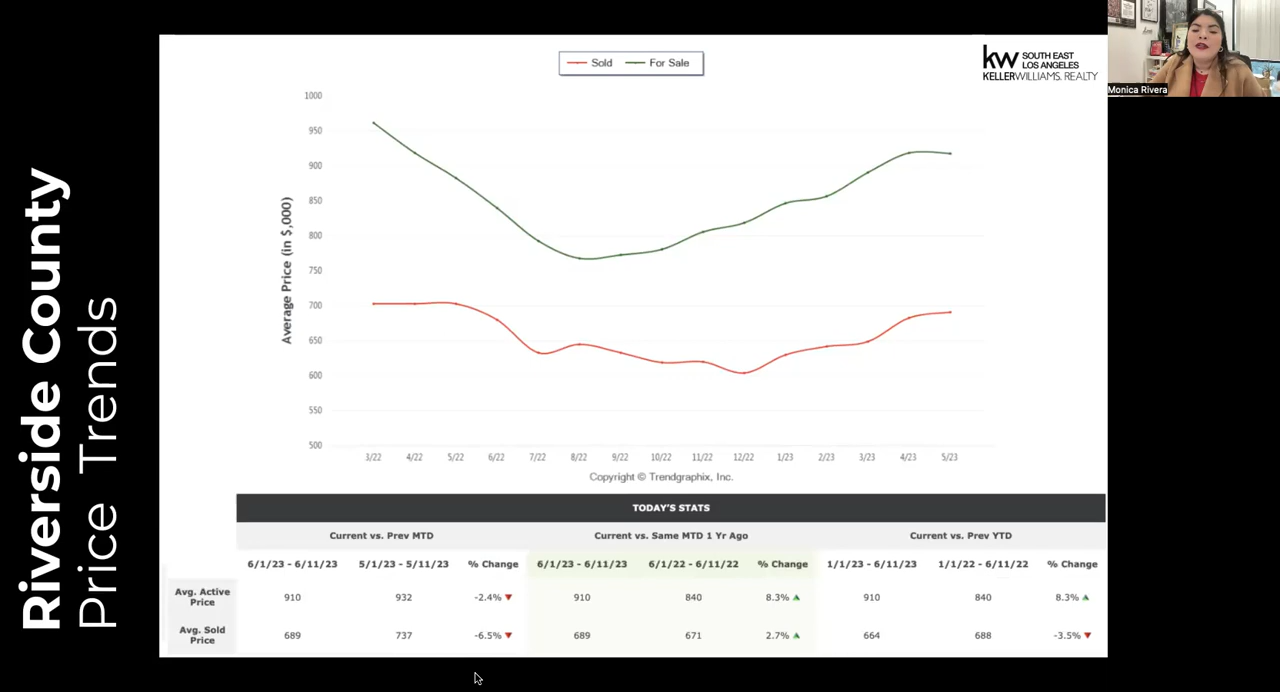 Riverside County
Price Trends
Sold For Sale
kw SOUTH EAST
LOS ANGELES
KELLERWILLIAMS. REALTY
Monica Rivera
Average Price (in $,000)
1000
950
900
850
800
750
700
650
600
550
500
3/22 4/22 5/22 6/22 7/22 8/22 9/22 10/22 11/22 12/22 1/23 2/23 3/23 4/23 5/23
Copyright © Trendgraphix, Inc.
TODAY'S STATS
Current vs. Prev MTD Current vs. Same MTD 1 Yr Ago Current vs. Prev YTD
6/1/23 - 6/11/23 5/1/23 - 5/11/23 % Change 6/1/23 - 6/11/23 6/1/22 - 6/11/22 % Change 1/1/23 - 6/11/23 1/1/22 - 6/11/22 % Change
Avg. Active
Price
910 932 -2.4% ▼ 910 840 8.3% ▲ 910 840 8.3% ▲
Avg. Sold
Price
689 737 -6.5% ▼ 689 671 2.7% ▲ 664 688 -3.5% ▼